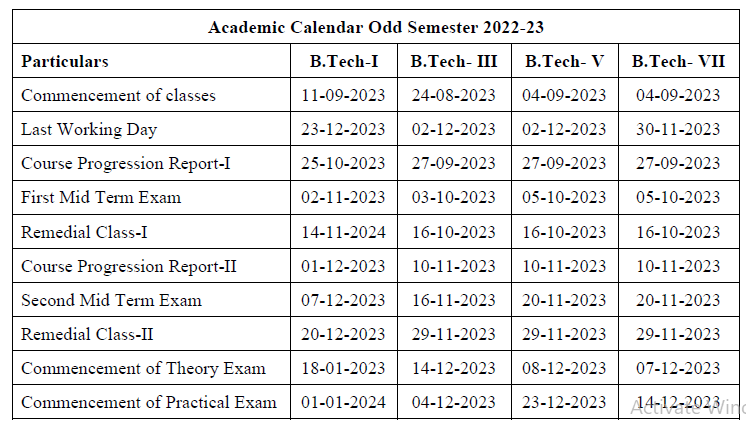 Academic Calendar Odd Semester 2022-23
Particulars B.Tech-I B.Tech- III B.Tech- V B.Tech- VII
Commencement of classes 11-09-2023 24-08-2023 04-09-2023 04-09-2023
Last Working Day 23-12-2023 02-12-2023 02-12-2023 30-11-2023
Course Progression Report-I 25-10-2023 27-09-2023 27-09-2023 27-09-2023
First Mid Term Exam 02-11-2023 03-10-2023 05-10-2023 05-10-2023
Remedial Class-I 14-11-2024 16-10-2023 16-10-2023 16-10-2023
Course Progression Report-II 01-12-2023 10-11-2023 10-11-2023 10-11-2023
Second Mid Term Exam 07-12-2023 16-11-2023 20-11-2023 20-11-2023
Remedial Class-II 20-12-2023 29-11-2023 29-11-2023 29-11-2023
Commencement of Theory Exam 18-01-2023 14-12-2023 08-12-2023 07-12-2023
Commencement of Practical Exam 01-01-2024 04-12-2023 23-12-2023 14-12-2023
Activate Wind